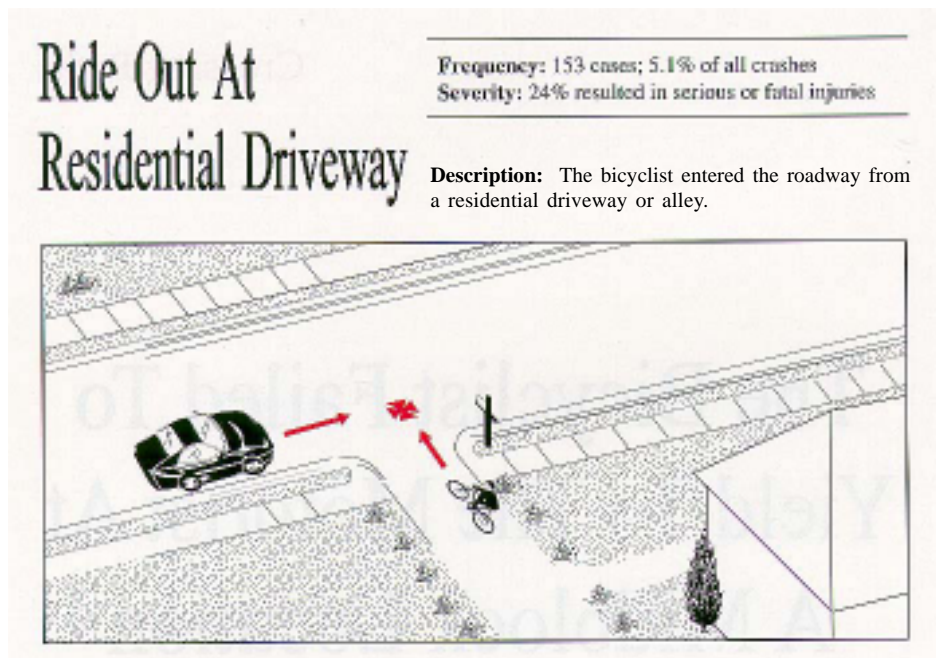 Ride Out At
Residential Driveway
Frequency: 153 cases; 5.1% of all crashes
Severity: 24% resulted in serious or fatal injuries
Description: The bicyclist entered the roadway from
a residential driveway or alley.